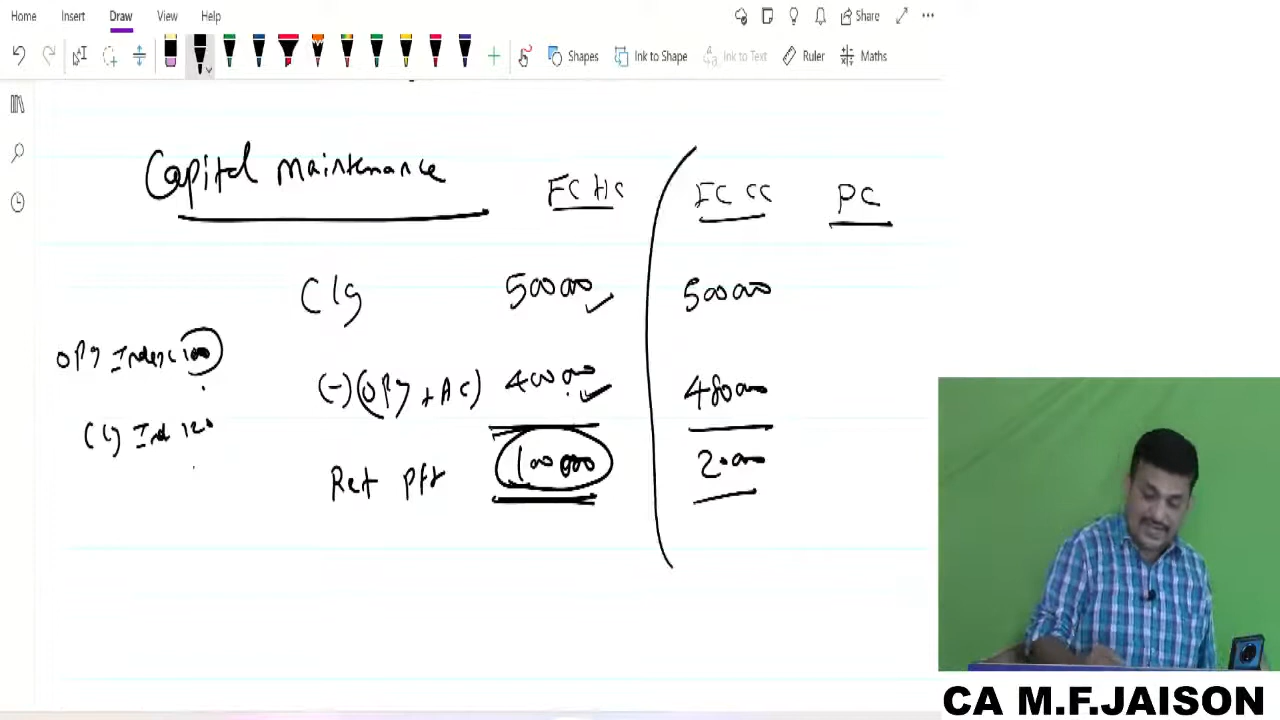 Home Insert Draw View Help Share
Shapes Ink to Shape Ink to Text Ruler Maths
Capital maintenance
FC HC FC CC PC
Clg 500000 500000
OPg Index 100
(-) (OPg + AC) 400000 480000
Clg Ind 120
Ret Pft 100000 20000
CA M.F.JAISON